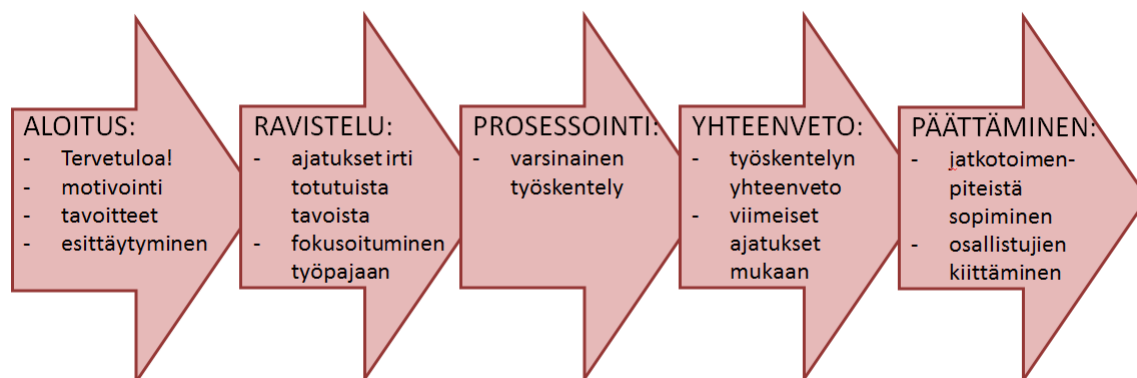 ALOITUS:
- Tervetuloa!
- motivointi
- tavoitteet
- esittäytyminen
RAVISTELU:
- ajatukset irti
totutuista
tavoista
- fokusoituminen
työpajaan
PROSESSOINTI:
- varsinainen
työskentely
YHTEENVETO:
- työskentelyn
yhteenveto
- viimeiset
ajatukset
mukaan
PÄÄTTÄMINEN:
- jatkotoimen-
piteistä
sopiminen
- osallistujien
kiittäminen